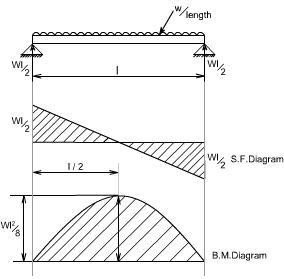 w/length
Wl/2
Wl/2
l
Wl/2
Wl/2
S.F.Diagram
l / 2
Wl²/8
B.M.Diagram